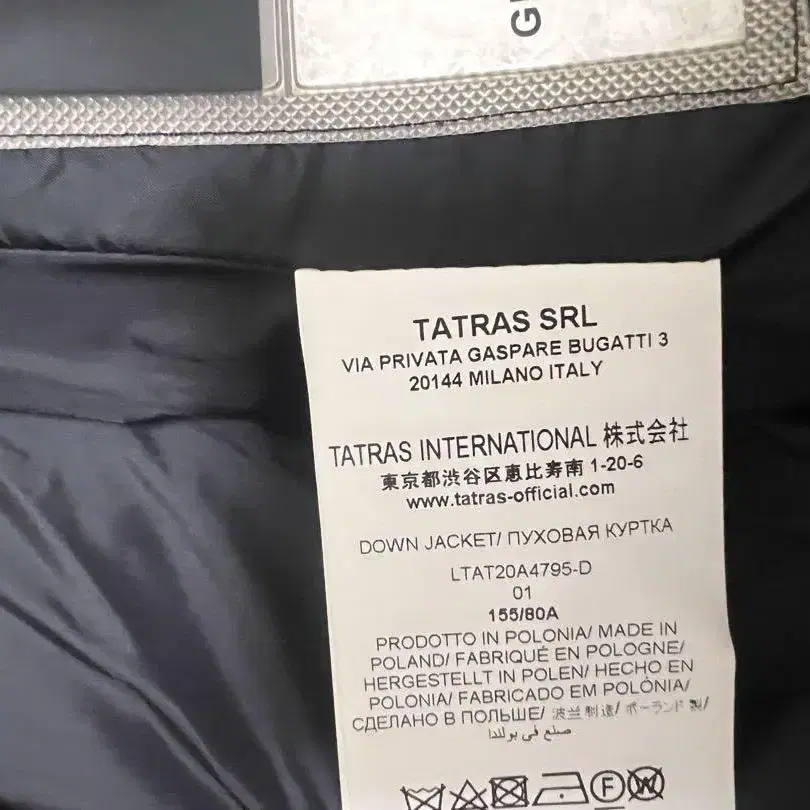 G
TATRAS SRL
VIA PRIVATA GASPARE BUGATTI 3
20144 MILANO ITALY
TATRAS INTERNATIONAL 株式会社
東京都渋谷区恵比寿南 1-20-6
www.tatras-official.com
DOWN JACKET/ ПУХОВАЯ КУРТКА
LTAT20A4795-D
01
155/80A
PRODOTTO IN POLONIA/ MADE IN
POLAND/ FABRIQUÉ EN POLOGNE/
HERGESTELLT IN POLEN/ HECHO EN
POLONIA/ FABRICADO EM POLÓNIA/
СДЕЛАНО В ПОЛЬШЕ/ 波兰制造/ ポーランド製/
صنع في بولندا
F
W